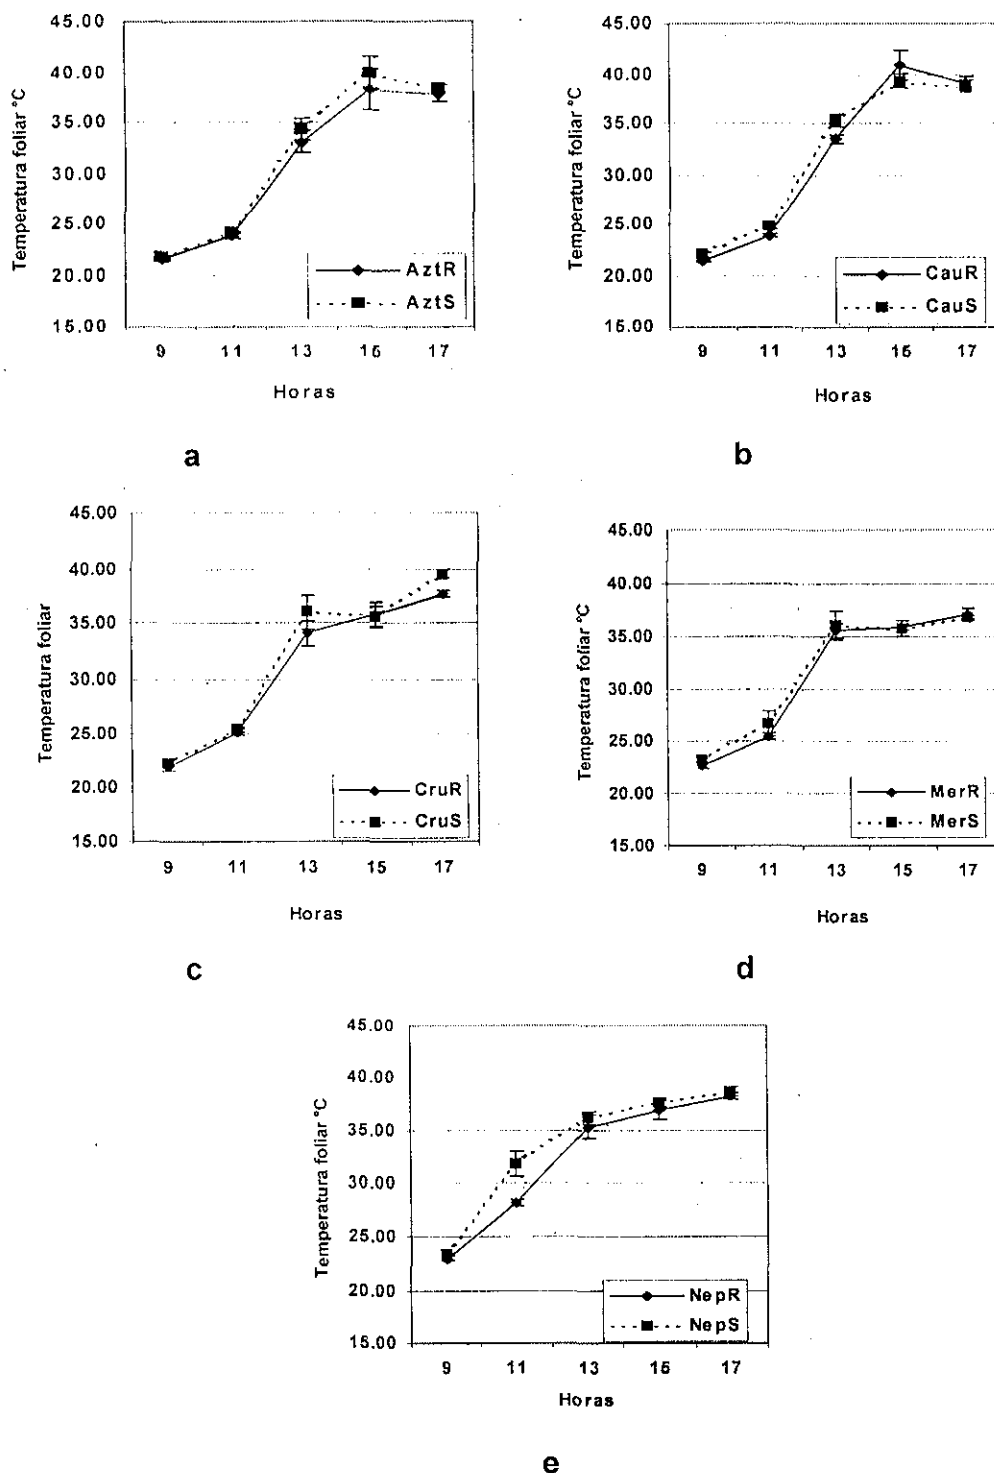 45.00
40.00
35.00
30.00
25.00
20.00
15.00
Temperatura foliar °C
AztR
AztS
9 11 13 15 17
Horas
a
45.00
40.00
35.00
30.00
25.00
20.00
15.00
Temperatura foliar °C
CauR
CauS
9 11 13 15 17
Horas
b
45.00
40.00
35.00
30.00
25.00
20.00
15.00
Temperatura foliar
CruR
CruS
9 11 13 15 17
Horas
c
45.00
40.00
35.00
30.00
25.00
20.00
15.00
Temperatura foliar °C
MerR
MerS
9 11 13 15 17
Horas
d
45.00
40.00
35.00
30.00
25.00
20.00
15.00
Temperatura foliar °C
NepR
NepS
9 11 13 15 17
Horas
e